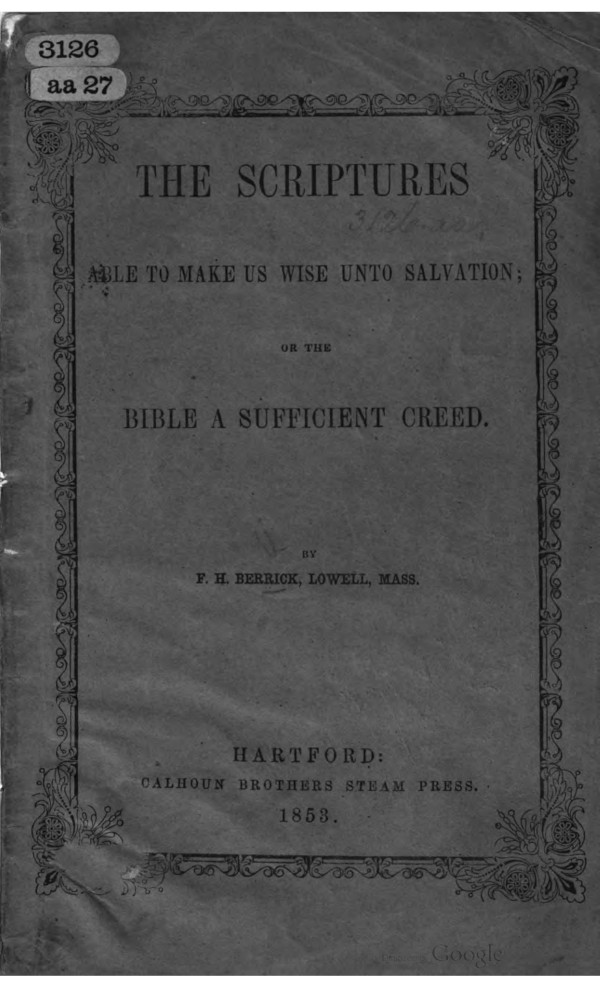 3126
aa 27
THE SCRIPTURES
3126.aa.
ABLE TO MAKE US WISE UNTO SALVATION;
OR THE
BIBLE A SUFFICIENT CREED.
BY
F. H. BERRICK, LOWELL, MASS.
HARTFORD:
CALHOUN BROTHERS STEAM PRESS.
1853.
Google